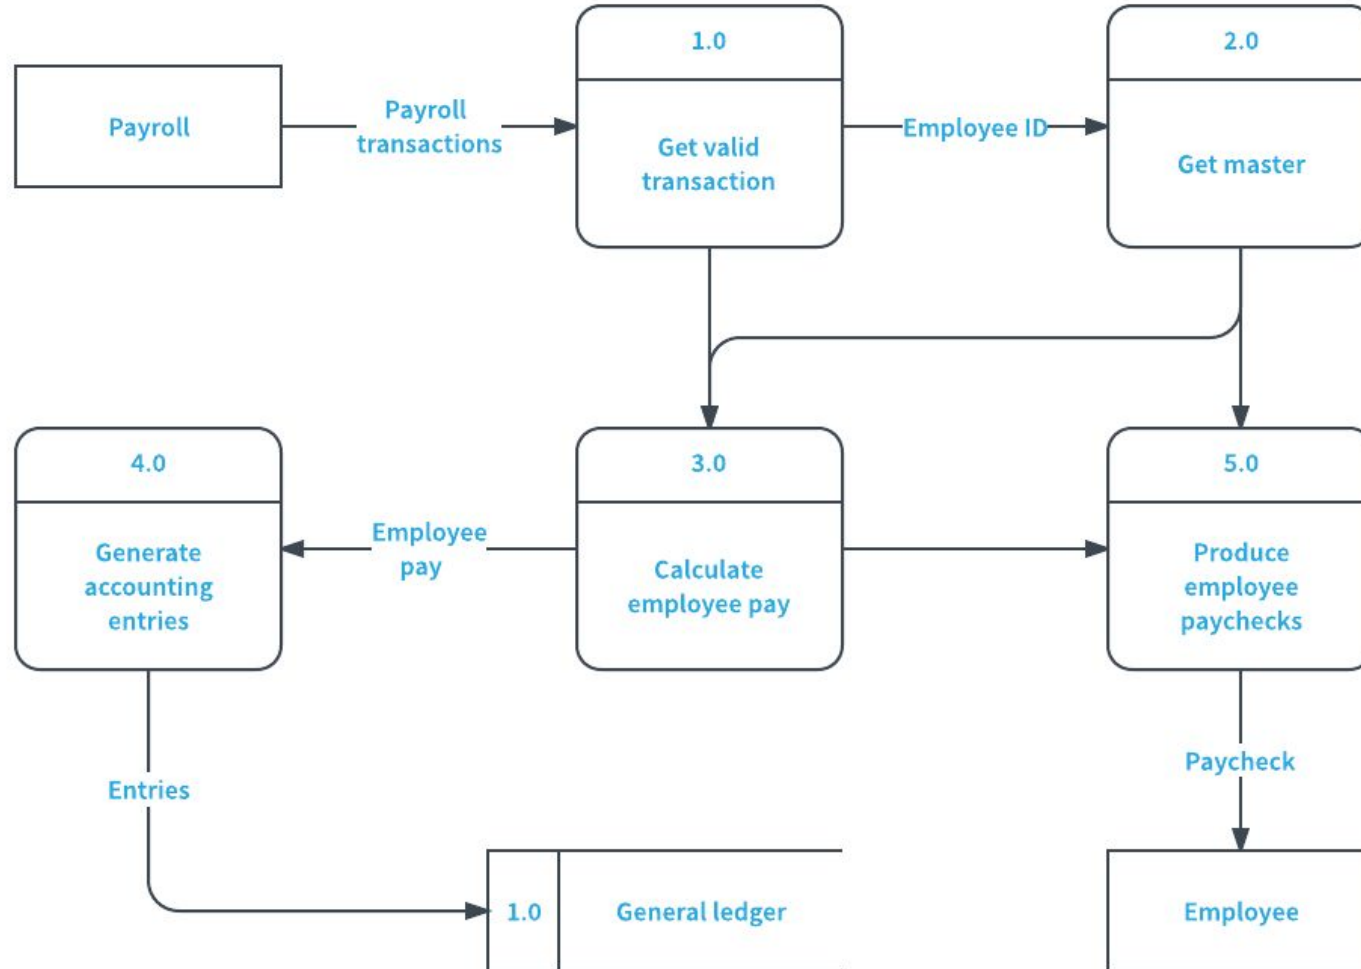 1.0
2.0
Payroll
Payroll
transactions
Get valid
transaction
Employee ID
Get master
4.0
3.0
5.0
Generate
accounting
entries
Employee
pay
Calculate
employee pay
Produce
employee
paychecks
Entries
Paycheck
1.0
General ledger
Employee